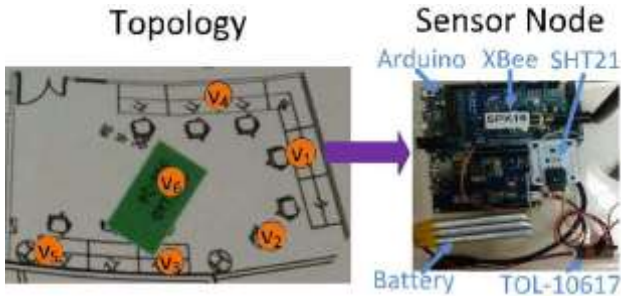 Topology
Sensor Node
Arduino XBee SHT21
V4
V1
V6
V2
V5
V3
Battery
TOL-10617